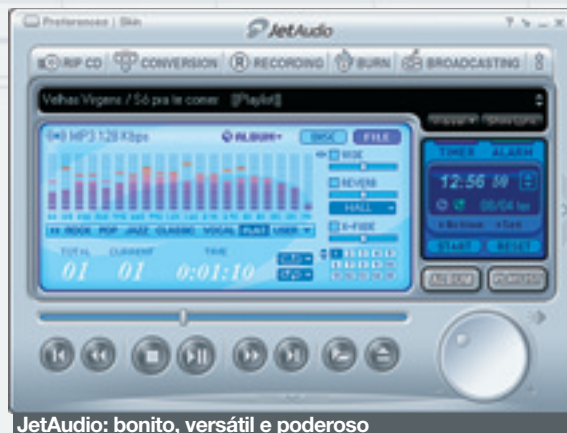 Preferences | Skin
JetAudio
RIP CD CONVERSION R RECORDING BURN BROADCASTING
Velhas Virgens / Só pra te comer [[Playlist]]
MP3 128 Kbps ALBUM DISC FILE
TIMER ALARM
WIDE
12:56
REVERB
HALL
X-FADE
ROCK POP JAZZ CLASSIC VOCAL FLAT USER
START RESET
TOTAL CURRENT TIME
01 01 0:01:10
ALBUM
JetAudio: bonito, versátil e poderoso